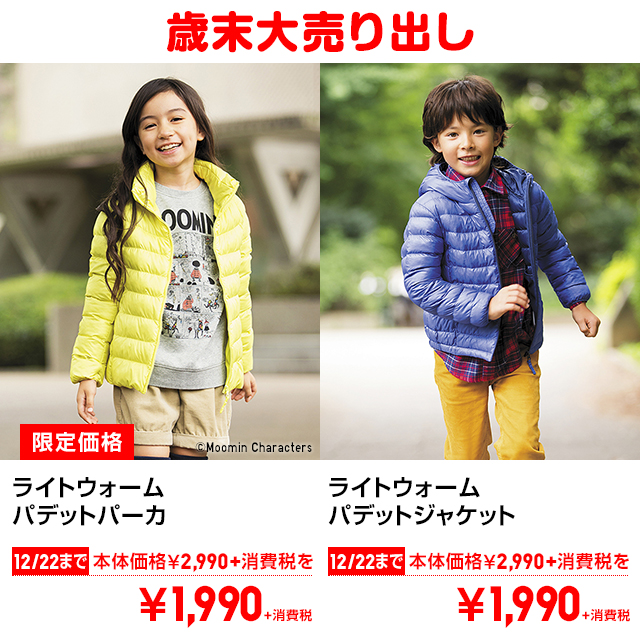 歳末大売り出し
OOMIN
限定価格
©Moomin Characters
ライトウォーム
パデットパーカ
12/22まで 本体価格¥2,990+消費税を
¥1,990+消費税
ライトウォーム
パデットジャケット
12/22まで 本体価格¥2,990+消費税を
¥1,990+消費税